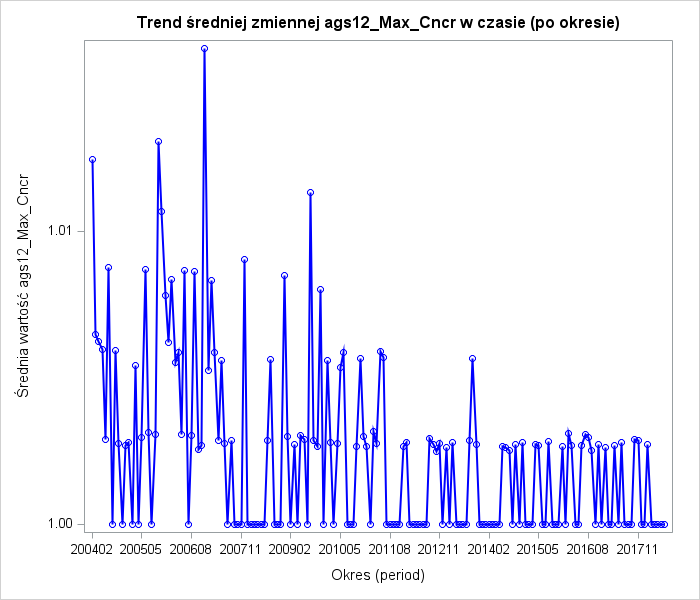 Trend średniej zmiennej ags12_Max_Cncr w czasie (po okresie)
Średnia wartość ags12_Max_Cncr
1.01
1.00
200402 200505 200608 200711 200902 201005 201108 201211 201402 201505 201608 201711
Okres (period)